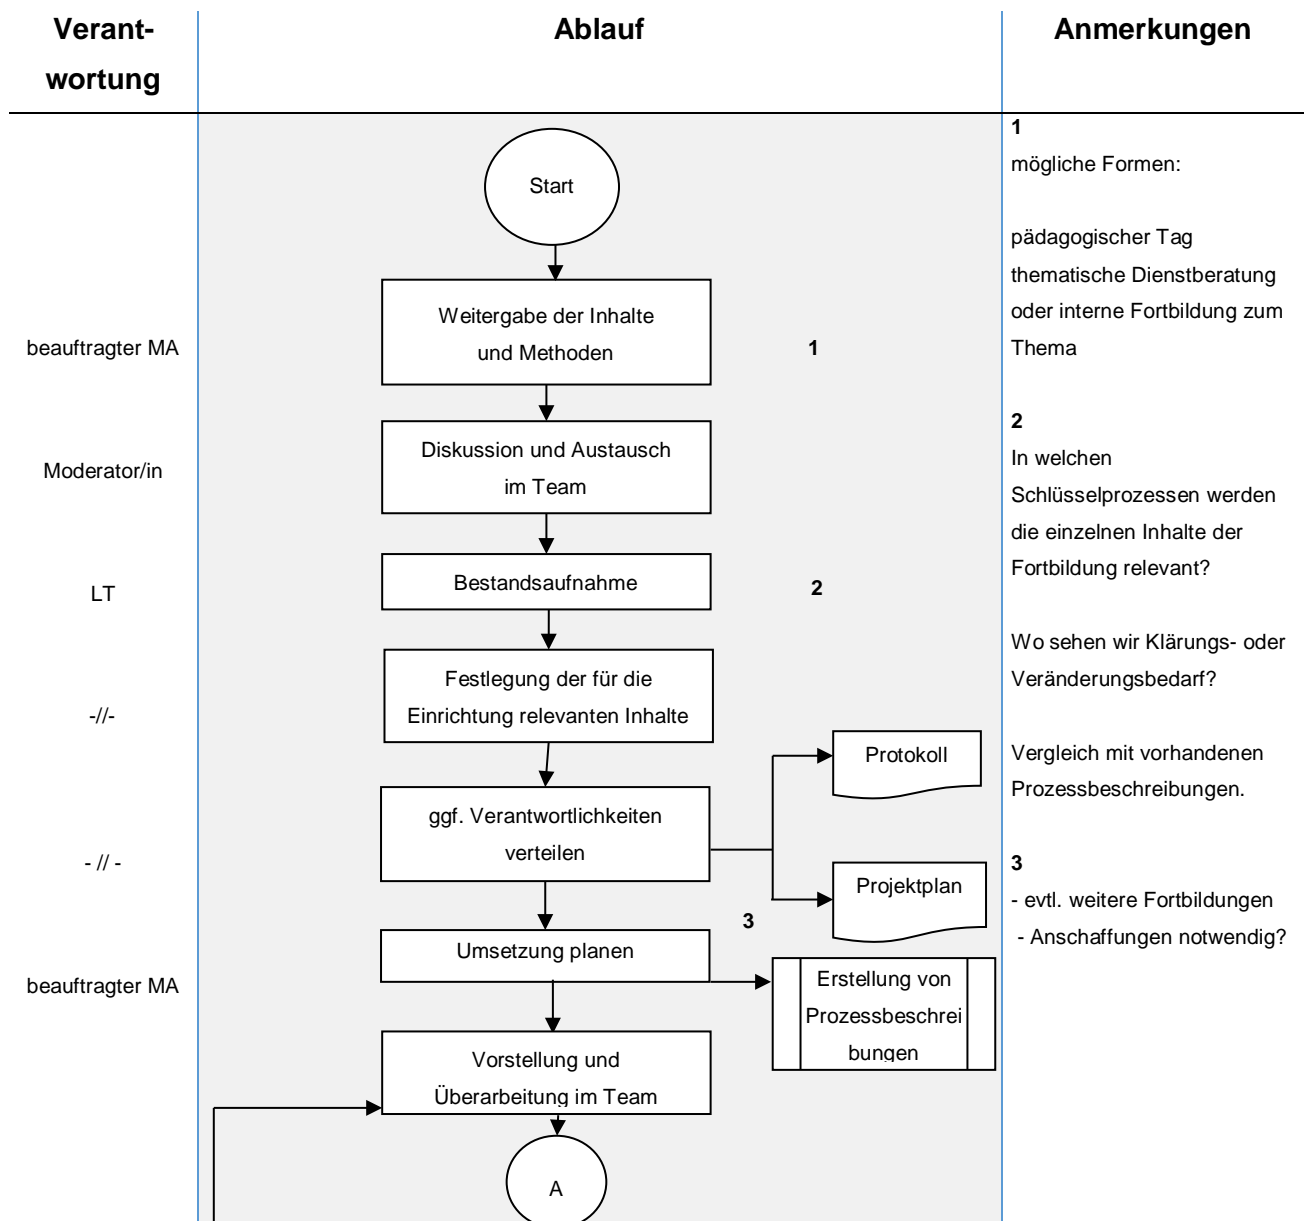 Verant-
wortung
Ablauf
Anmerkungen
Start
beauftragter MA
Weitergabe der Inhalte
und Methoden
1
Moderator/in
Diskussion und Austausch
im Team
LT
Bestandsaufnahme
2
-//-
Festlegung der für die
Einrichtung relevanten Inhalte
- // -
ggf. Verantwortlichkeiten
verteilen
Protokoll
Projektplan
3
beauftragter MA
Umsetzung planen
Erstellung von
Prozessbeschrei
bungen
Vorstellung und
Überarbeitung im Team
A
1
mögliche Formen:
pädagogischer Tag
thematische Dienstberatung
oder interne Fortbildung zum
Thema
2
In welchen
Schlüsselprozessen werden
die einzelnen Inhalte der
Fortbildung relevant?
Wo sehen wir Klärungs- oder
Veränderungsbedarf?
Vergleich mit vorhandenen
Prozessbeschreibungen.
3
- evtl. weitere Fortbildungen
- Anschaffungen notwendig?